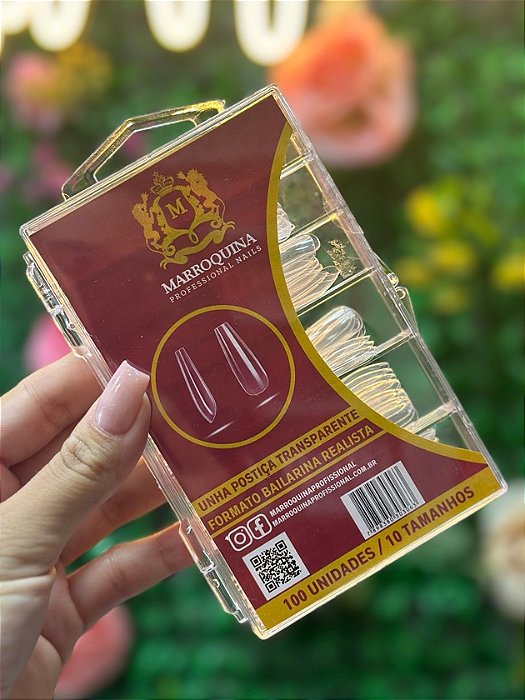 M
MARROQUINA
PROFESSIONAL NAILS
UNHA POSTIÇA TRANSPARENTE
FORMATO BAILARINA REALISTA
MARROQUINAPROFISSIONAL
MARROQUINAPROFISSIONAL.COM.BR
100 UNIDADES / 10 TAMANHOS